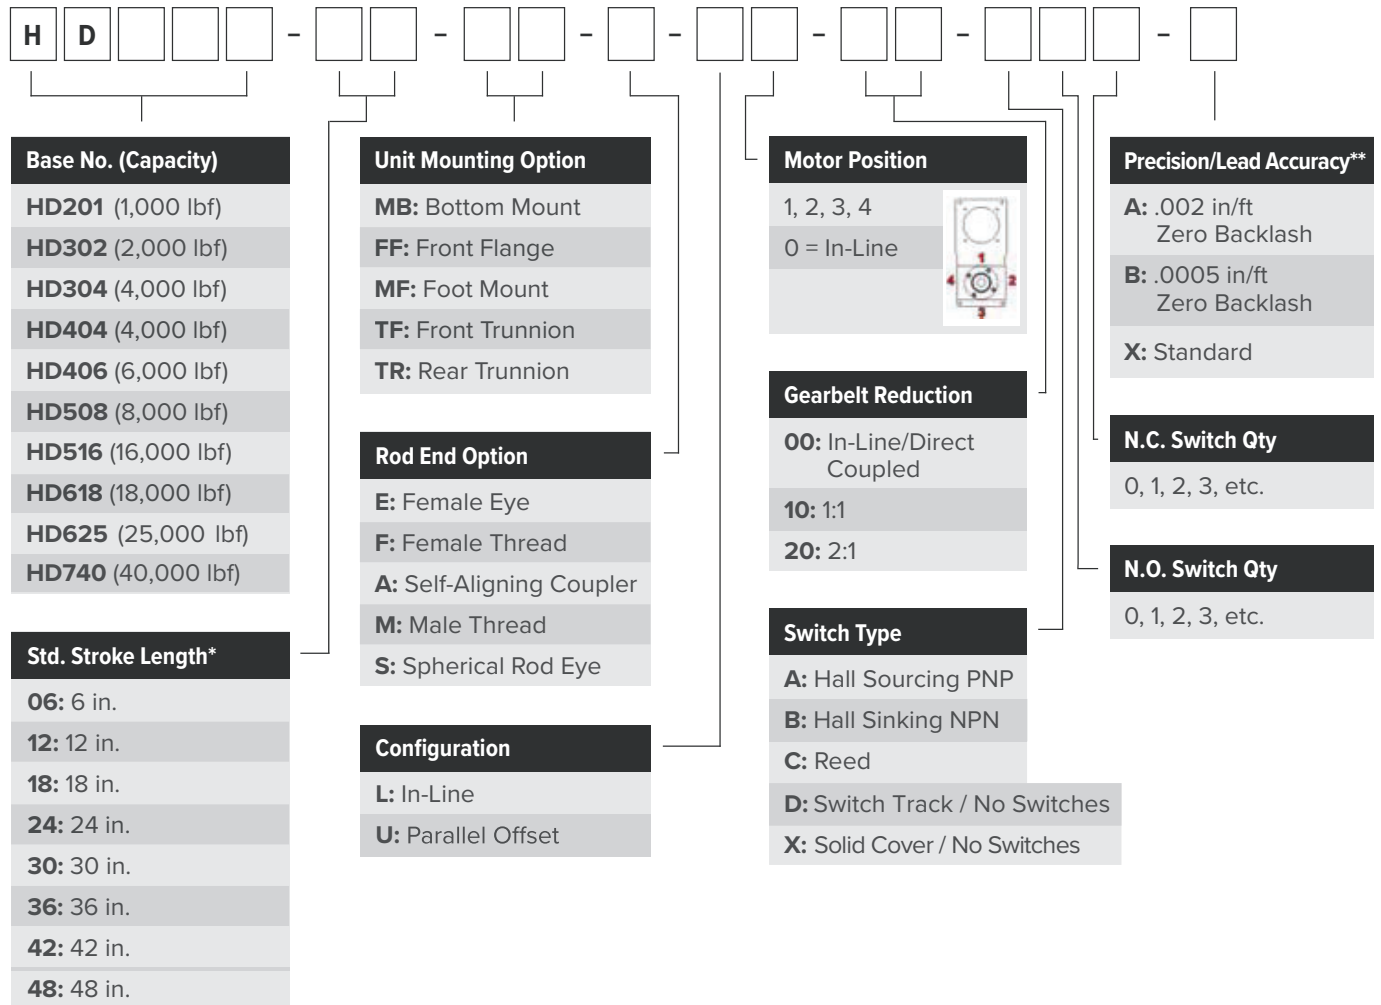 H D - - - - - - -
Base No. (Capacity)
HD201 (1,000 lbf)
HD302 (2,000 lbf)
HD304 (4,000 lbf)
HD404 (4,000 lbf)
HD406 (6,000 lbf)
HD508 (8,000 lbf)
HD516 (16,000 lbf)
HD618 (18,000 lbf)
HD625 (25,000 lbf)
HD740 (40,000 lbf)
Std. Stroke Length*
06: 6 in.
12: 12 in.
18: 18 in.
24: 24 in.
30: 30 in.
36: 36 in.
42: 42 in.
48: 48 in.
Unit Mounting Option
MB: Bottom Mount
FF: Front Flange
MF: Foot Mount
TF: Front Trunnion
TR: Rear Trunnion
Rod End Option
E: Female Eye
F: Female Thread
A: Self-Aligning Coupler
M: Male Thread
S: Spherical Rod Eye
Configuration
L: In-Line
U: Parallel Offset
Motor Position
1, 2, 3, 4
0 = In-Line
1
4 2
3
Gearbelt Reduction
00: In-Line/Direct
Coupled
10: 1:1
20: 2:1
Switch Type
A: Hall Sourcing PNP
B: Hall Sinking NPN
C: Reed
D: Switch Track / No Switches
X: Solid Cover / No Switches
Precision/Lead Accuracy**
A: .002 in/ft
Zero Backlash
B: .0005 in/ft
Zero Backlash
X: Standard
N.C. Switch Qty
0, 1, 2, 3, etc.
N.O. Switch Qty
0, 1, 2, 3, etc.